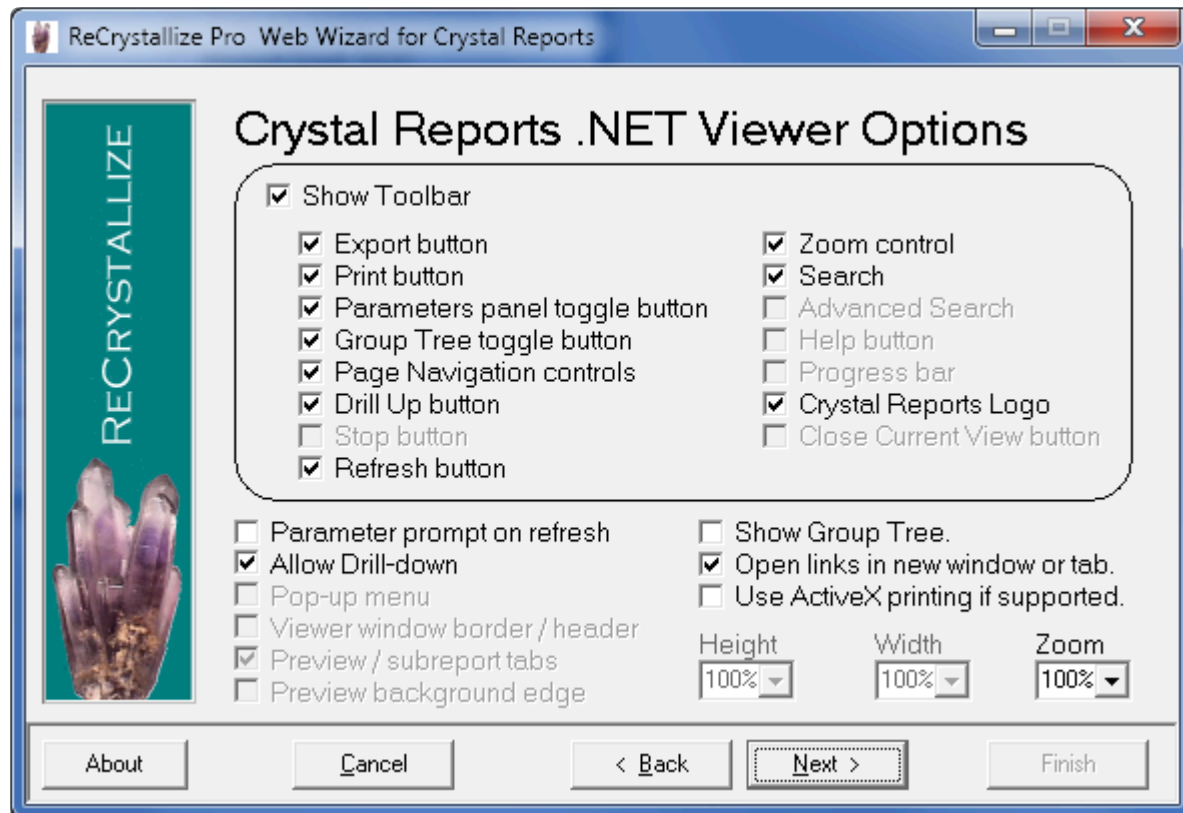 ReCrystallize Pro  Web Wizard for Crystal Reports
RECRYSTALLIZE
Crystal Reports .NET Viewer Options
Show Toolbar
Export button
Print button
Parameters panel toggle button
Group Tree toggle button
Page Navigation controls
Drill Up button
Stop button
Refresh button
Zoom control
Search
Advanced Search
Help button
Progress bar
Crystal Reports Logo
Close Current View button
Parameter prompt on refresh
Allow Drill-down
Pop-up menu
Viewer window border / header
Preview / subreport tabs
Preview background edge
Show Group Tree.
Open links in new window or tab.
Use ActiveX printing if supported.
Height Width Zoom
100% 100% 100%
About Cancel < Back Next > Finish